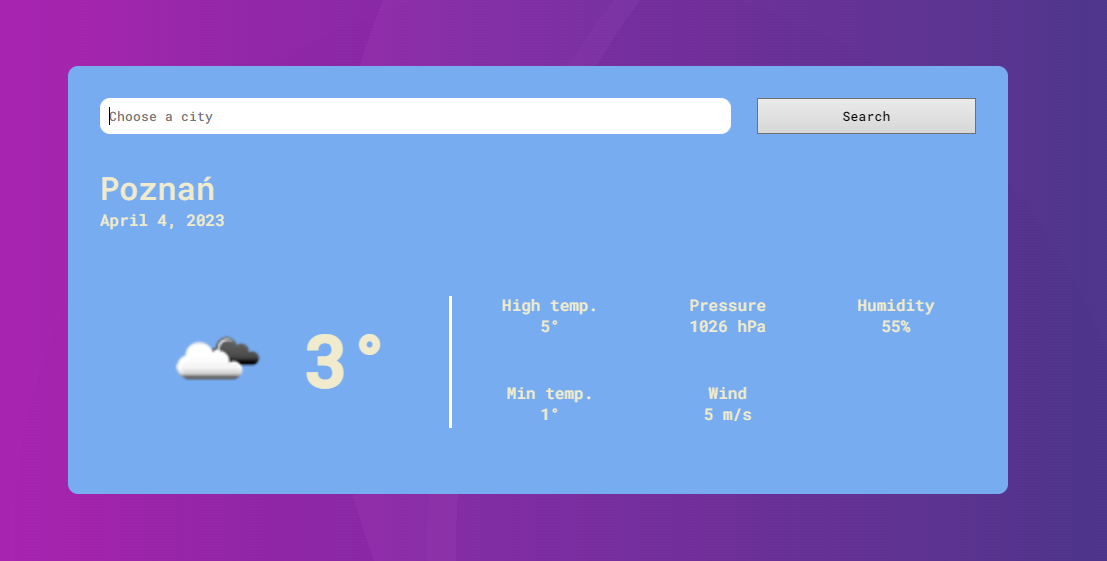 Choose a city
Search
Poznań
April 4, 2023
3°
High temp.
5°
Pressure
1026 hPa
Humidity
55%
Min temp.
1°
Wind
5 m/s